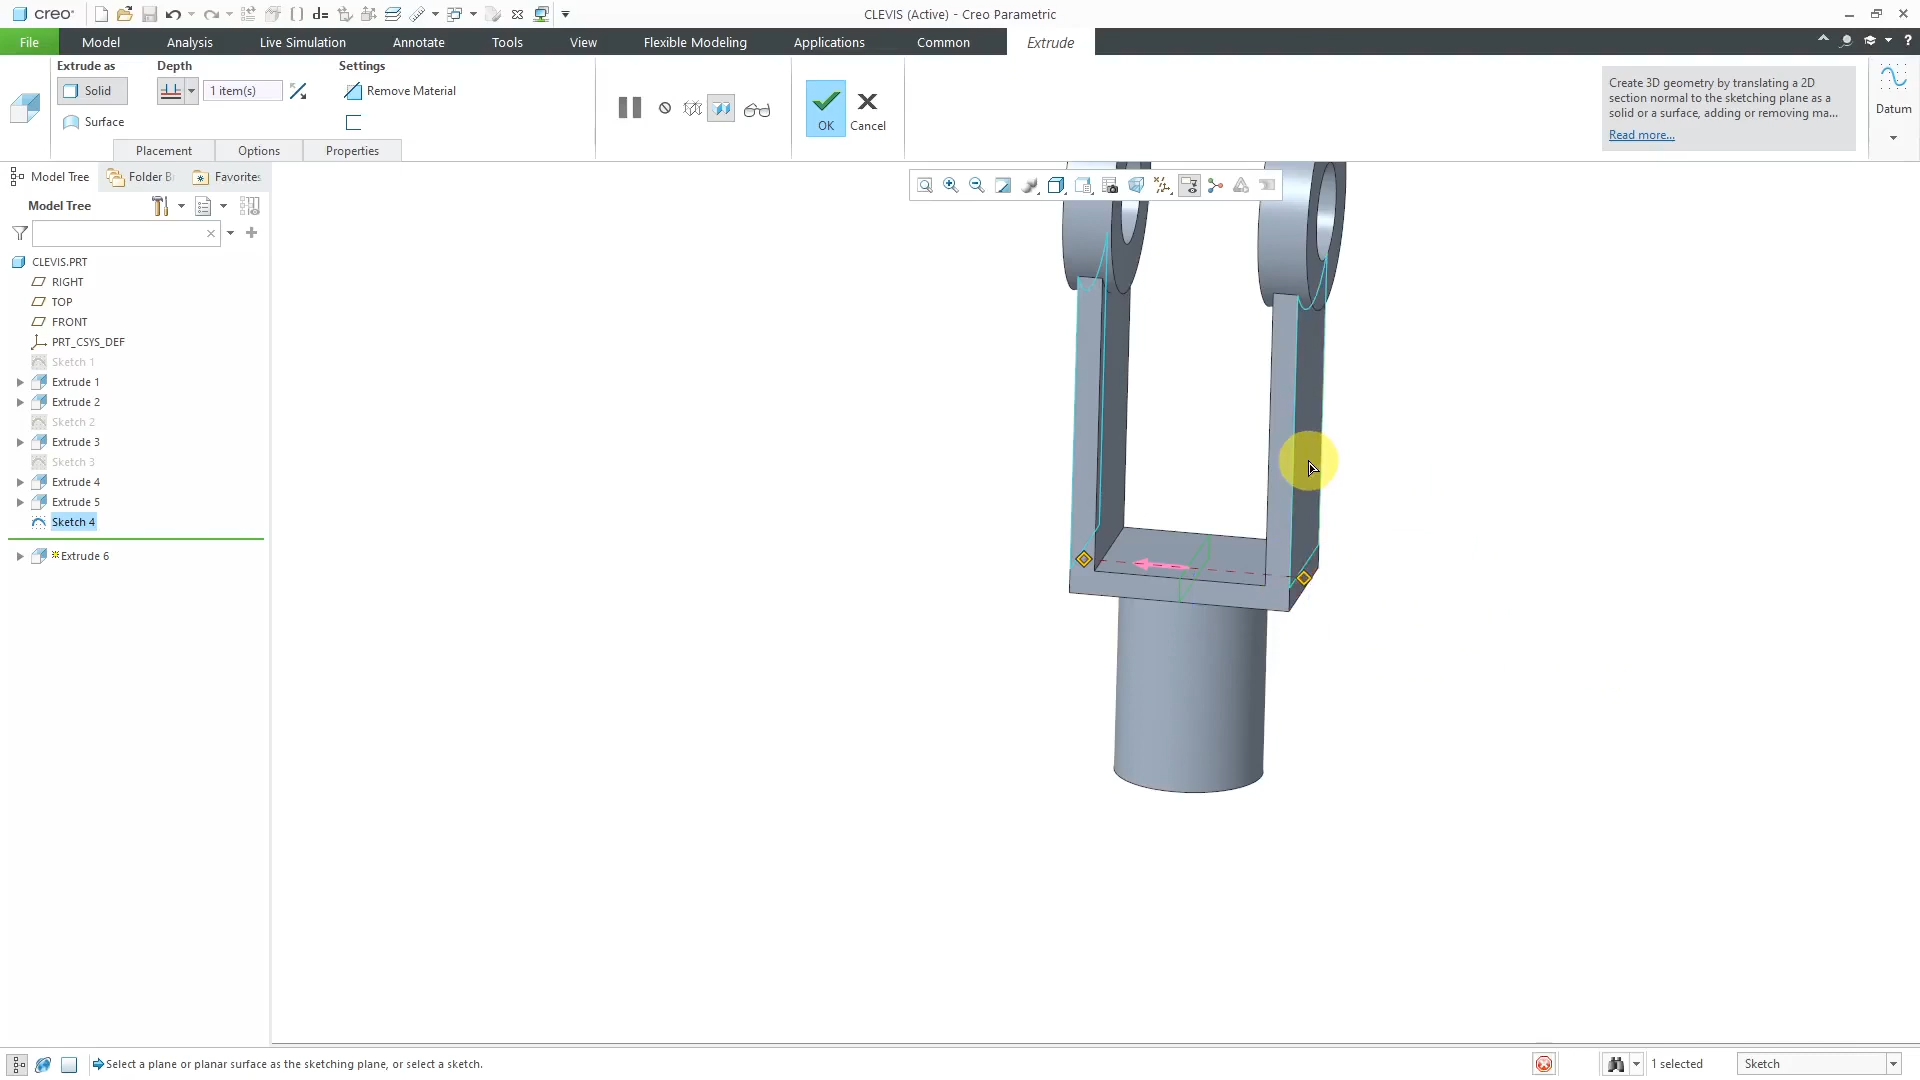 creo
CLEVIS (Active) - Creo Parametric
File
Model
Analysis
Live Simulation
Annotate
Tools
View
Flexible Modeling
Applications
Common
Extrude
Extrude as
Depth
Settings
Solid
1 item(s)
Remove Material
Surface
OK
Cancel
Placement
Options
Properties
Create 3D geometry by translating a 2D
section normal to the sketching plane as a
solid or a surface, adding or removing ma...
Read more...
Datum
Model Tree
Folder Br
Favorites
Model Tree
CLEVIS.PRT
RIGHT
TOP
FRONT
PRT_CSYS_DEF
Sketch 1
Extrude 1
Extrude 2
Sketch 2
Extrude 3
Sketch 3
Extrude 4
Extrude 5
Sketch 4
Extrude 6
Select a plane or planar surface as the sketching plane, or select a sketch.
1 selected
Sketch